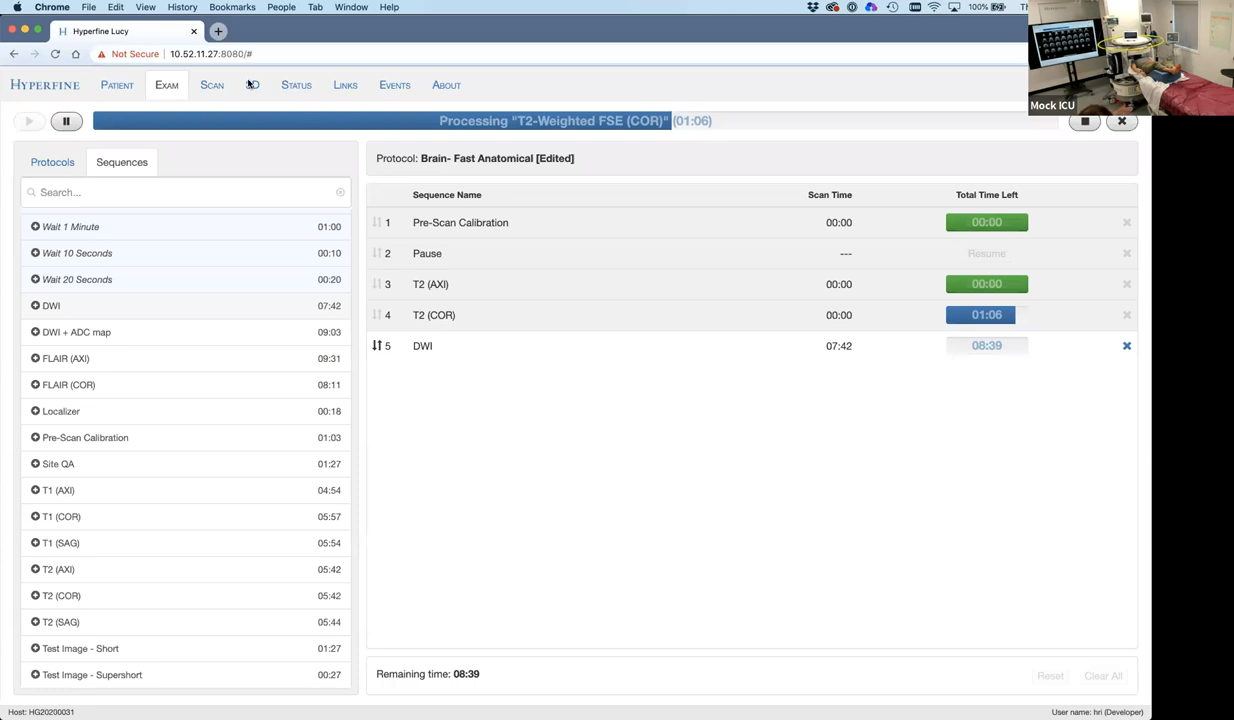 Chrome File Edit View History Bookmarks People Tab Window Help 100%
Hyperfine Lucy
Not Secure 10.52.11.27:8080/#
HYPERFINE PATIENT EXAM SCAN STATUS LINKS EVENTS ABOUT
Mock ICU
Processing "T2-Weighted FSE (COR)" (01:06)
Protocols Sequences
Search...
Wait 1 Minute 01:00
Wait 10 Seconds 00:10
Wait 20 Seconds 00:20
DWI 07:42
DWI + ADC map 09:03
FLAIR (AXI) 09:31
FLAIR (COR) 08:11
Localizer 00:18
Pre-Scan Calibration 01:03
Site QA 01:27
T1 (AXI) 04:54
T1 (COR) 05:57
T1 (SAG) 05:54
T2 (AXI) 05:42
T2 (COR) 05:42
T2 (SAG) 05:44
Test Image - Short 01:27
Test Image - Supershort 00:27
Protocol: Brain- Fast Anatomical [Edited]
Sequence Name Scan Time Total Time Left
1 Pre-Scan Calibration 00:00 00:00
2 Pause --- Resume
3 T2 (AXI) 00:00 00:00
4 T2 (COR) 00:00 01:06
5 DWI 07:42 08:39
Remaining time: 08:39 Reset Clear All
Host: HG20200031 User name: hri (Developer)